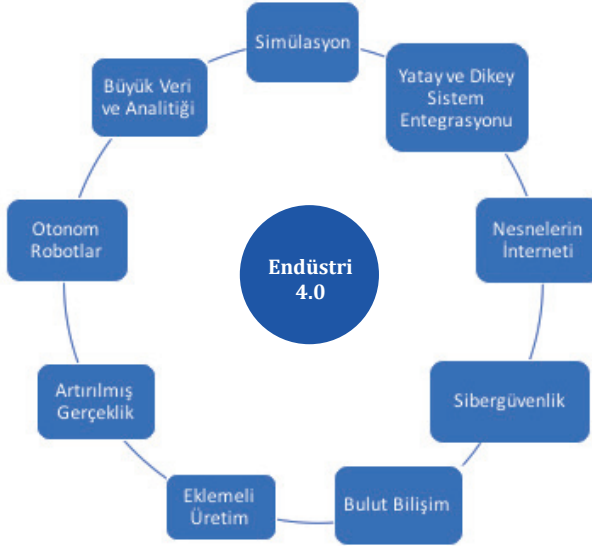 Simülasyon
Yatay ve Dikey
Sistem
Entegrasyonu
Nesnelerin
İnterneti
Sibergüvenlik
Bulut Bilişim
Eklemeli
Üretim
Artırılmış
Gerçeklik
Otonom
Robotlar
Büyük Veri
ve Analitiği
Endüstri
4.0